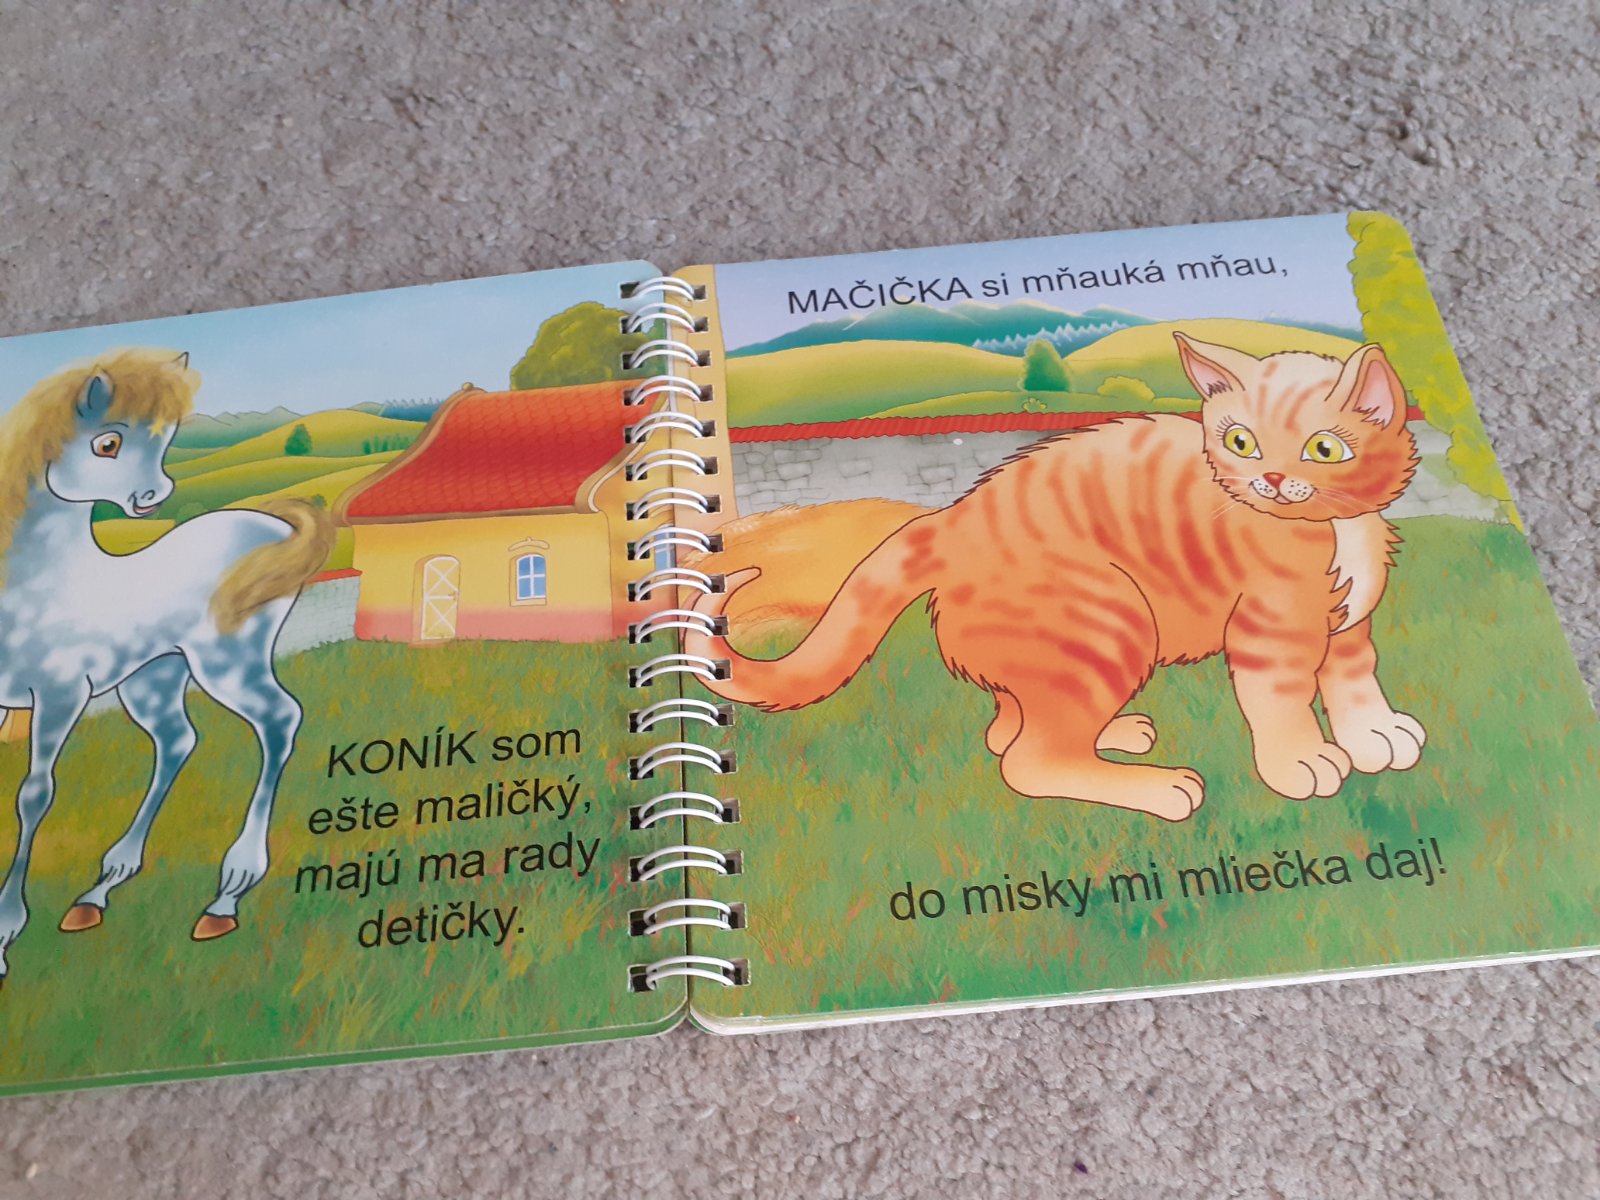 KONÍK som
ešte maličký,
majú ma rady
detičky.
MAČIČKA si mňauká mňau,
do misky mi mliečka daj!